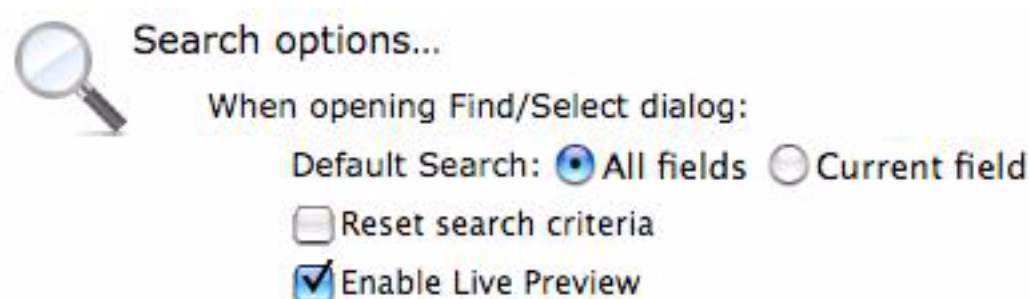 Search options...
When opening Find/Select dialog:
Default Search: All fields Current field
Reset search criteria
Enable Live Preview